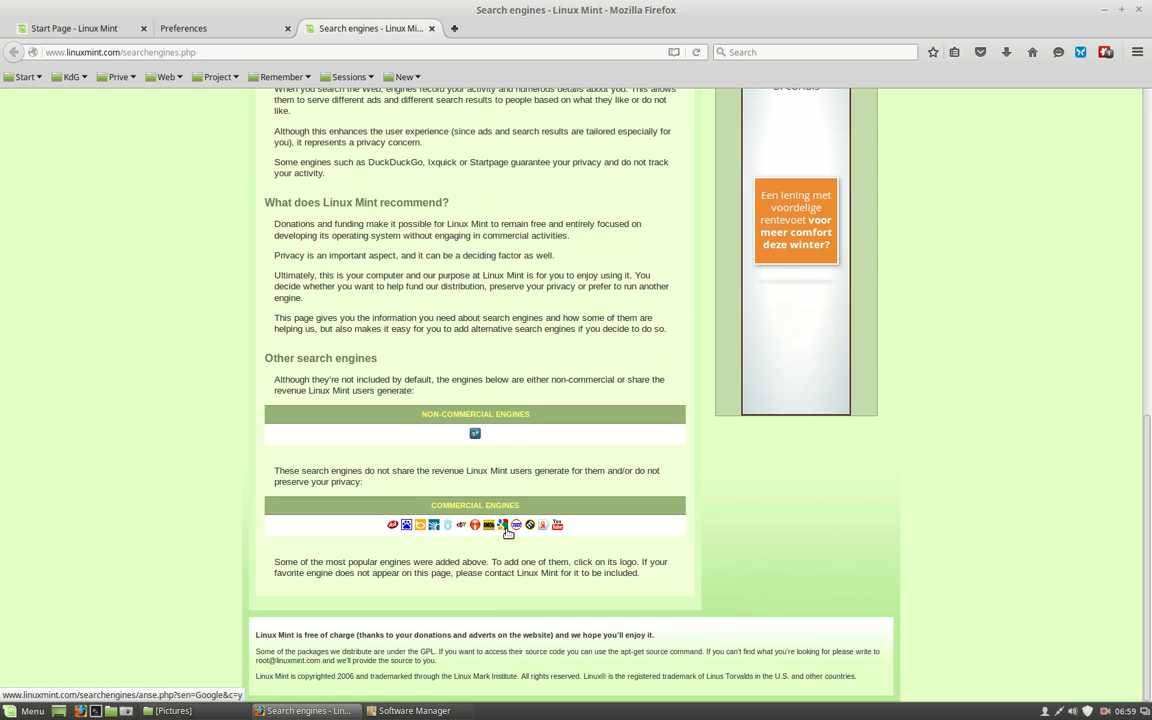 Search engines - Linux Mint - Mozilla Firefox
Start Page - Linux Mint
Preferences
Search engines - Linux Mi...
www.linuxmint.com/searchengines.php
Search
Start
KdG
Prive
Web
Project
Remember
Sessions
New
When you search the Web, engines record your activity and numerous details about you. This allows
them to serve different ads and different search results to people based on what they like or do not
like.
Although this enhances the user experience (since ads and search results are tailored especially for
you), it represents a privacy concern.
Some engines such as DuckDuckGo, Ixquick or Startpage guarantee your privacy and do not track
your activity.
What does Linux Mint recommend?
Donations and funding make it possible for Linux Mint to remain free and entirely focused on
developing its operating system without engaging in commercial activities.
Privacy is an important aspect, and it can be a deciding factor as well.
Ultimately, this is your computer and our purpose at Linux Mint is for you to enjoy using it. You
decide whether you want to help fund our distribution, preserve your privacy or prefer to run another
engine.
This page gives you the information you need about search engines and how some of them are
helping us, but also makes it easy for you to add alternative search engines if you decide to do so.
Other search engines
Although they're not included by default, the engines below are either non-commercial or share the
revenue Linux Mint users generate:
NON-COMMERCIAL ENGINES
These search engines do not share the revenue Linux Mint users generate for them and/or do not
preserve your privacy:
COMMERCIAL ENGINES
You
Some of the most popular engines were added above. To add one of them, click on its logo. If your
favorite engine does not appear on this page, please contact Linux Mint for it to be included.
Een lening met
voordelige
rentevoet voor
meer comfort
deze winter?
Linux Mint is free of charge (thanks to your donations and adverts on the website) and we hope you'll enjoy it.
Some of the packages we distribute are under the GPL. If you want to access their source code you can use the apt-get source command. If you can't find what you're looking for please write to
root@linuxmint.com and we'll provide the source to you.
Linux Mint is copyrighted 2006 and trademarked through the Linux Mark Institute. All rights reserved. Linux® is the registered trademark of Linus Torvalds in the U.S. and other countries.
www.linuxmint.com/searchengines/anse.php?sen=Google&c=y
Menu
[Pictures]
Search engines - Lin...
Software Manager
06:59